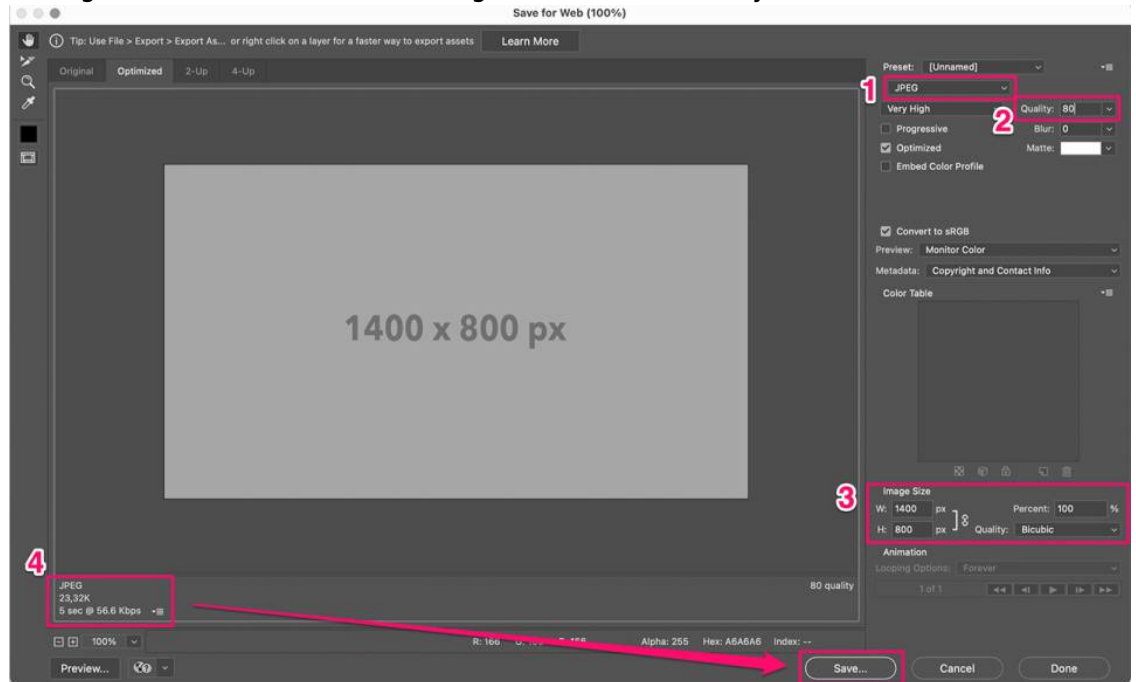 Save for Web (100%)
Tip: Use File > Export > Export As... or right click on a layer for a faster way to export assets
Learn More
Original Optimized 2-Up 4-Up
Preset: [Unnamed]
1
JPEG
Very High
2
Quality: 80
Progressive
Blur: 0
Optimized
Matte:
Embed Color Profile
Convert to sRGB
Preview: Monitor Color
Metadata: Copyright and Contact Info
Color Table
1400 x 800 px
3
Image Size
W: 1400 px Percent: 100 %
H: 800 px Quality: Bicubic
Animation
Looping Options: Forever
1 of 1
4
JPEG
23,32K
5 sec @ 56.6 Kbps
80 quality
100%
R: 166
Alpha: 255 Hex: A6A6A6 Index: --
Preview...
Save...
Cancel
Done